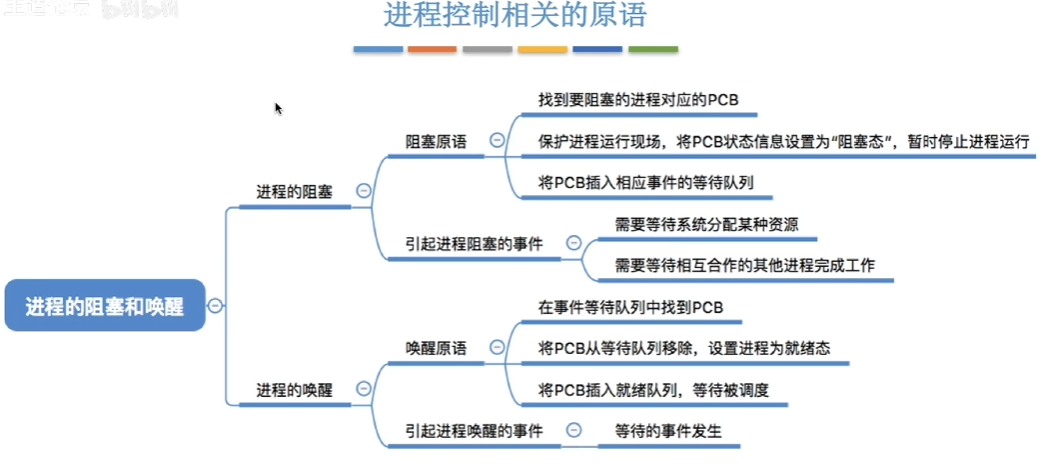 进程控制相关的原语
找到要阻塞的进程对应的PCB
阻塞原语
保护进程运行现场，将PCB状态信息设置为“阻塞态”，暂时停止进程运行
将PCB插入相应事件的等待队列
进程的阻塞
需要等待系统分配某种资源
引起进程阻塞的事件
需要等待相互合作的其他进程完成工作
进程的阻塞和唤醒
在事件等待队列中找到PCB
唤醒原语
将PCB从等待队列移除，设置进程为就绪态
将PCB插入就绪队列，等待被调度
进程的唤醒
引起进程唤醒的事件
等待的事件发生